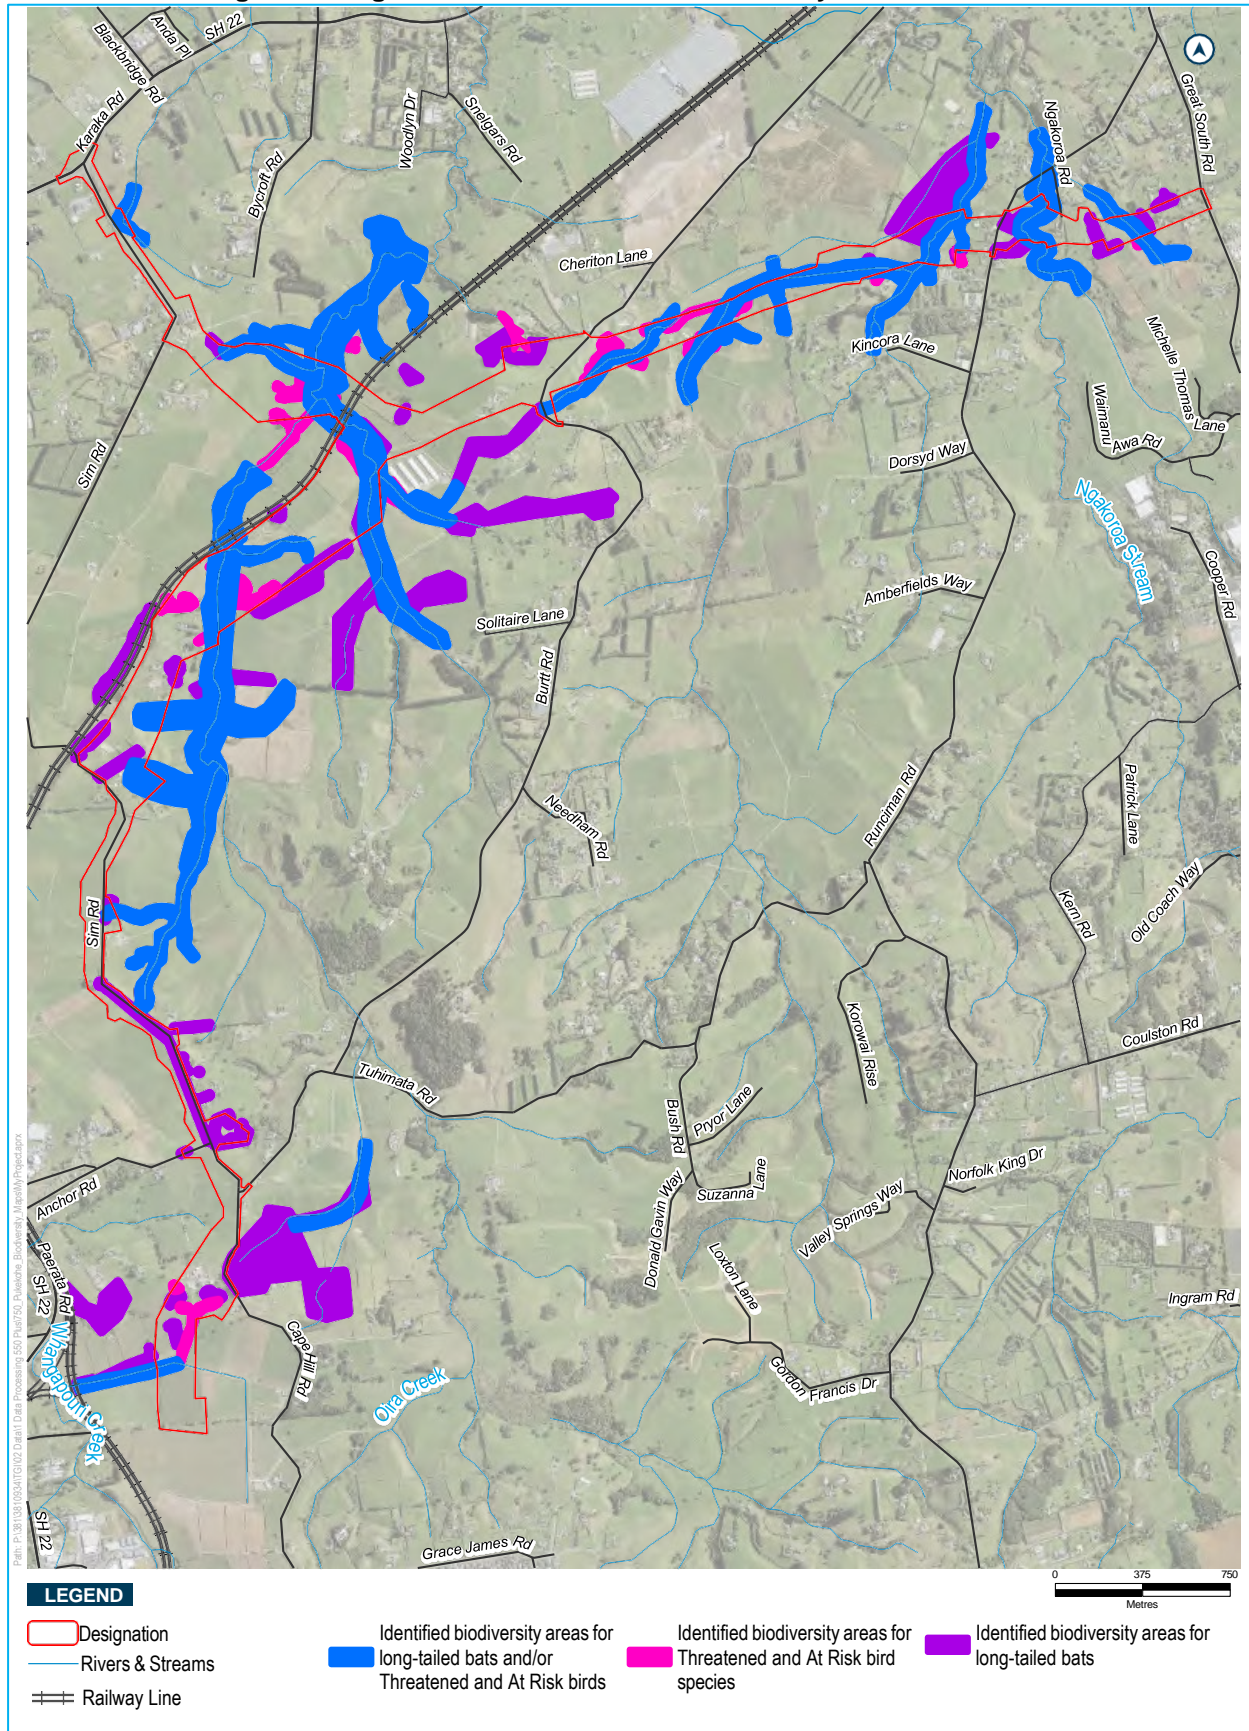 SH 22
Anda Pl
Blackbridge Rd
Karaka Rd
Woodlyn Dr
Snelgars Rd
Bycroft Rd
Great South Rd
Ngakoroa Rd
Cheriton Lane
Kincora Lane
Michelle Thomas Lane
Waimanu
Awa Rd
Sim Rd
Dorsyd Way
Ngakoroa Stream
Cooper Rd
Amberfields Way
Solitaire Lane
Burtt Rd
Needham Rd
Runciman Rd
Patrick Lane
Kern Rd
Old Coach Way
Sim Rd
Korowai Rise
Coulston Rd
Tuhimata Rd
Bush Rd
Pryor Lane
Suzanna Lane
Donald Gavin Way
Norfolk King Dr
Valley Springs Way
Anchor Rd
Paerata Rd
SH 22
Whangapouri Creek
Loxton Lane
Ingram Rd
Cape Hill Rd
Gordon
Francis Dr
Oira Creek
SH 22
Grace James Rd
LEGEND
0 375 750
Metres
Designation
Rivers & Streams
Railway Line
Identified biodiversity areas for
long-tailed bats and/or
Threatened and At Risk birds
Identified biodiversity areas for
Threatened and At Risk bird
species
Identified biodiversity areas for
long-tailed bats